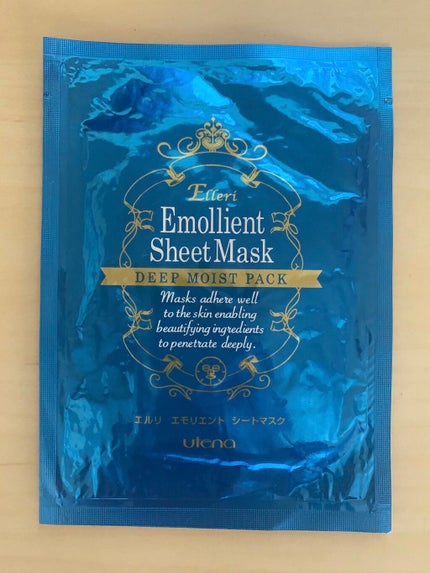 Elleri
Emollient
Sheet Mask
DEEP MOIST PACK
Masks adhere well
to the skin enabling
beautifying ingredients
to penetrate deeply.
エルリ エモリエント シートマスク
utena